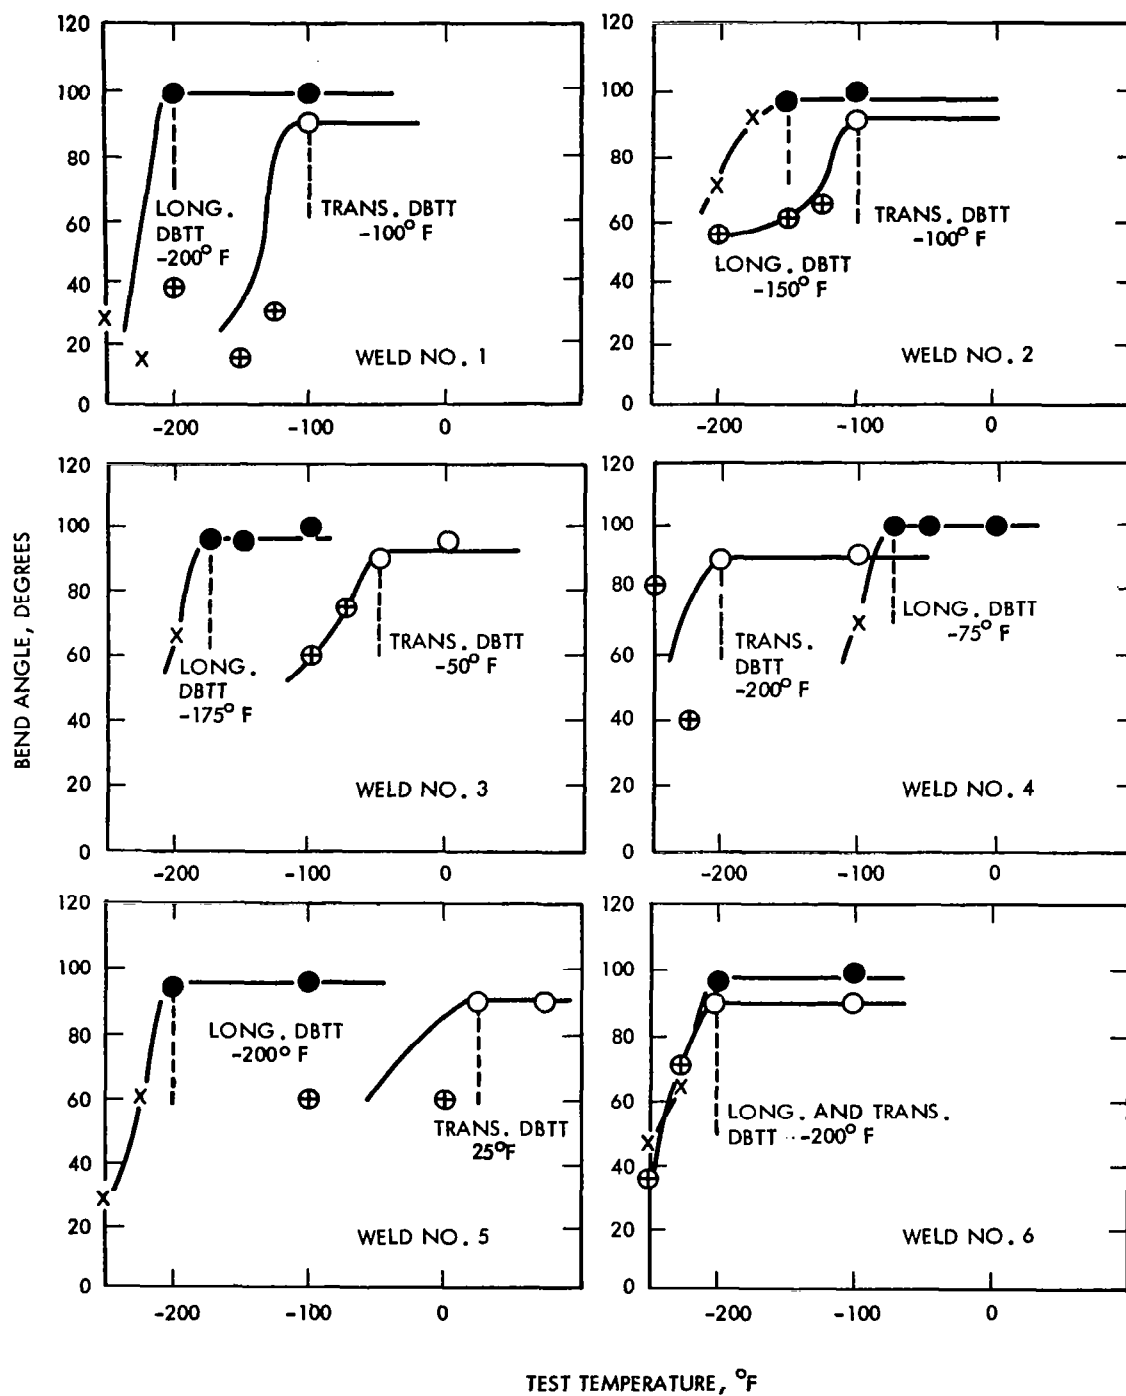 120
100
80
60
40
20
0
LONG.
DBTT
-200° F
TRANS. DBTT
-100° F
WELD NO. 1
-200
-100
0
120
100
80
60
40
20
0
TRANS. DBTT
-100° F
LONG. DBTT
-150° F
WELD NO. 2
-200
-100
0
BEND ANGLE, DEGREES
120
100
80
60
40
20
0
LONG.
DBTT
-175° F
TRANS. DBTT
-50° F
WELD NO. 3
-200
-100
0
120
100
80
60
40
20
0
LONG. DBTT
-75° F
TRANS.
DBTT
-200° F
WELD NO. 4
-200
-100
0
120
100
80
60
40
20
0
LONG. DBTT
-200° F
TRANS. DBTT
25°F
WELD NO. 5
-200
-100
0
120
100
80
60
40
20
0
LONG. AND TRANS.
DBTT -200° F
WELD NO. 6
-200
-100
0
TEST TEMPERATURE, °F